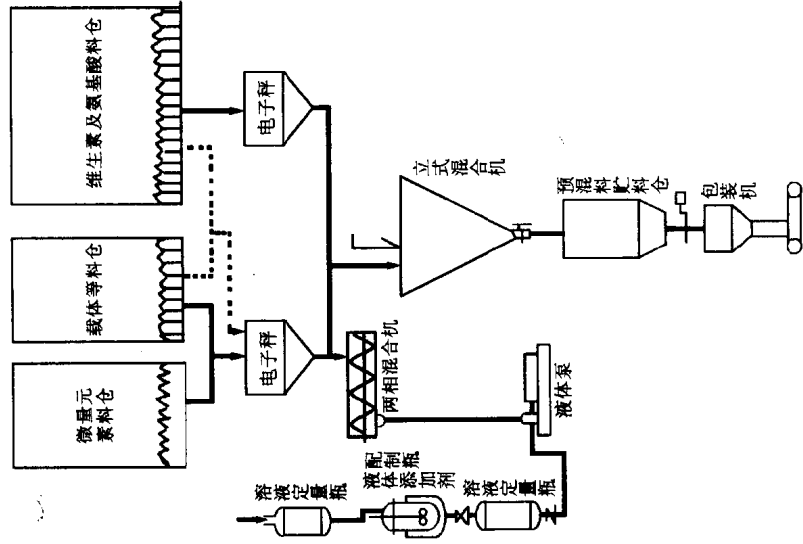 维生素及氨基酸料仓
载体等料仓
微量元
素料仓
电子秤
电子秤
立式混合机
预混料贮料仓
包装机
两相混合机
液体泵
溶液定量瓶
液体添加剂
配制瓶
溶液定量瓶